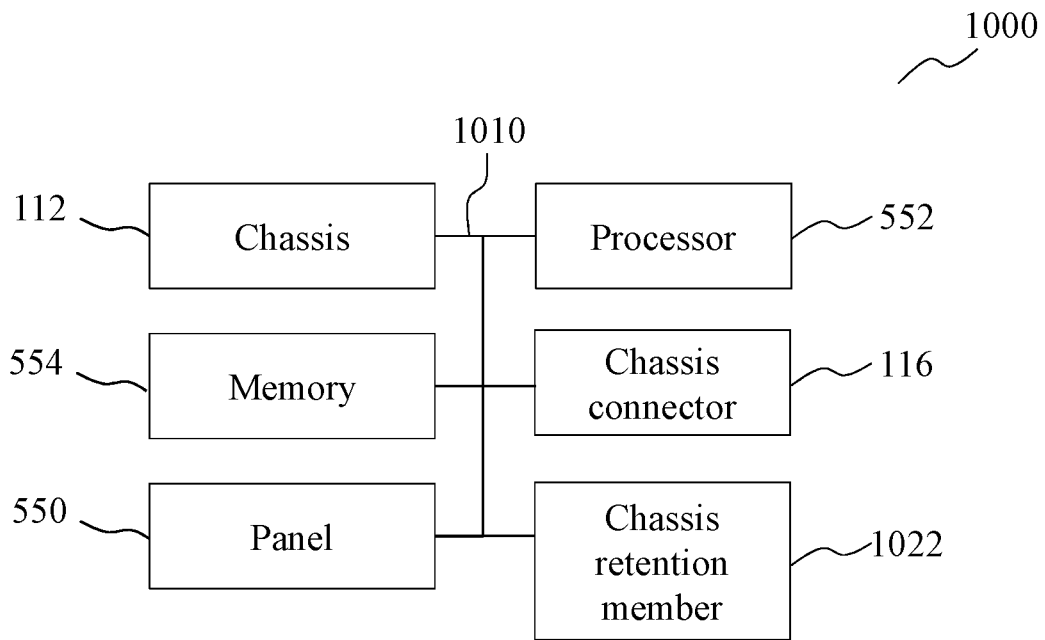 1000
1010
112
Chassis
Processor
552
554
Memory
Chassis
connector
116
550
Panel
Chassis
retention
member
1022